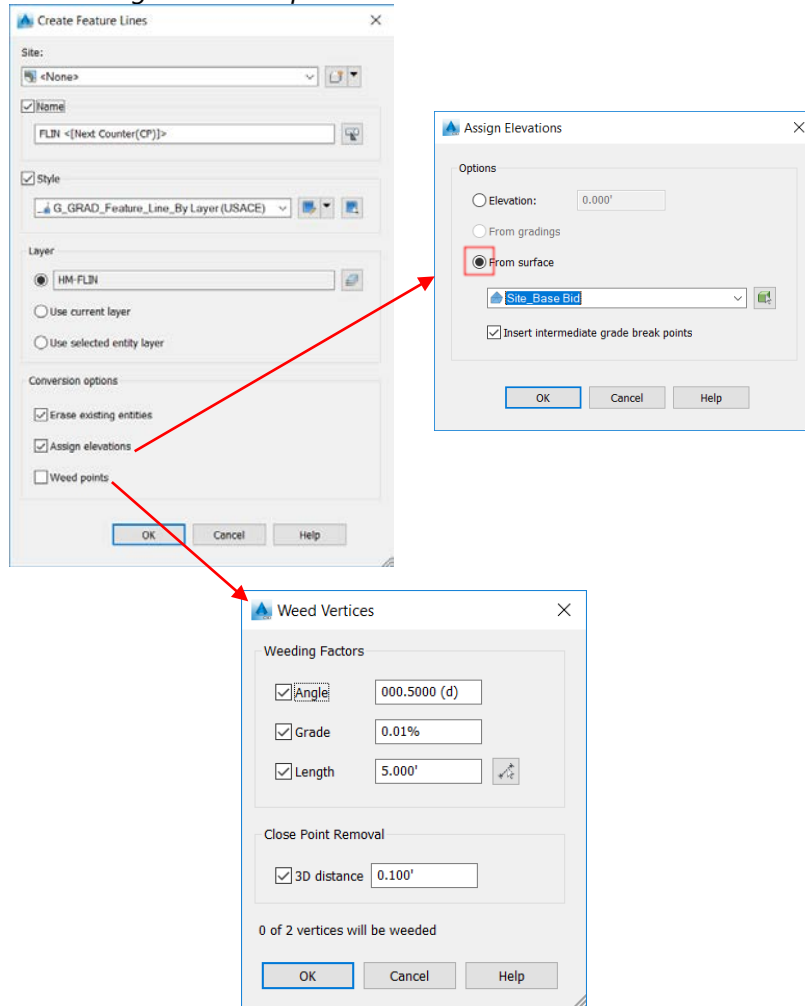 Create Feature Lines
Site:
<None>
Name
FLIN <[Next Counter(CP)]>
Style
G_GRAD_Feature_Line_By Layer (USACE)
Layer
HM-FLIN
Use current layer
Use selected entity layer
Conversion options
Erase existing entities
Assign elevations
Weed points
OK Cancel Help
Assign Elevations
Options
Elevation: 0.000'
From gradings
From surface
Site_Base Bid
Insert intermediate grade break points
OK Cancel Help
Weed Vertices
Weeding Factors
Angle 000.5000 (d)
Grade 0.01%
Length 5.000'
Close Point Removal
3D distance 0.100'
0 of 2 vertices will be weeded
OK Cancel Help